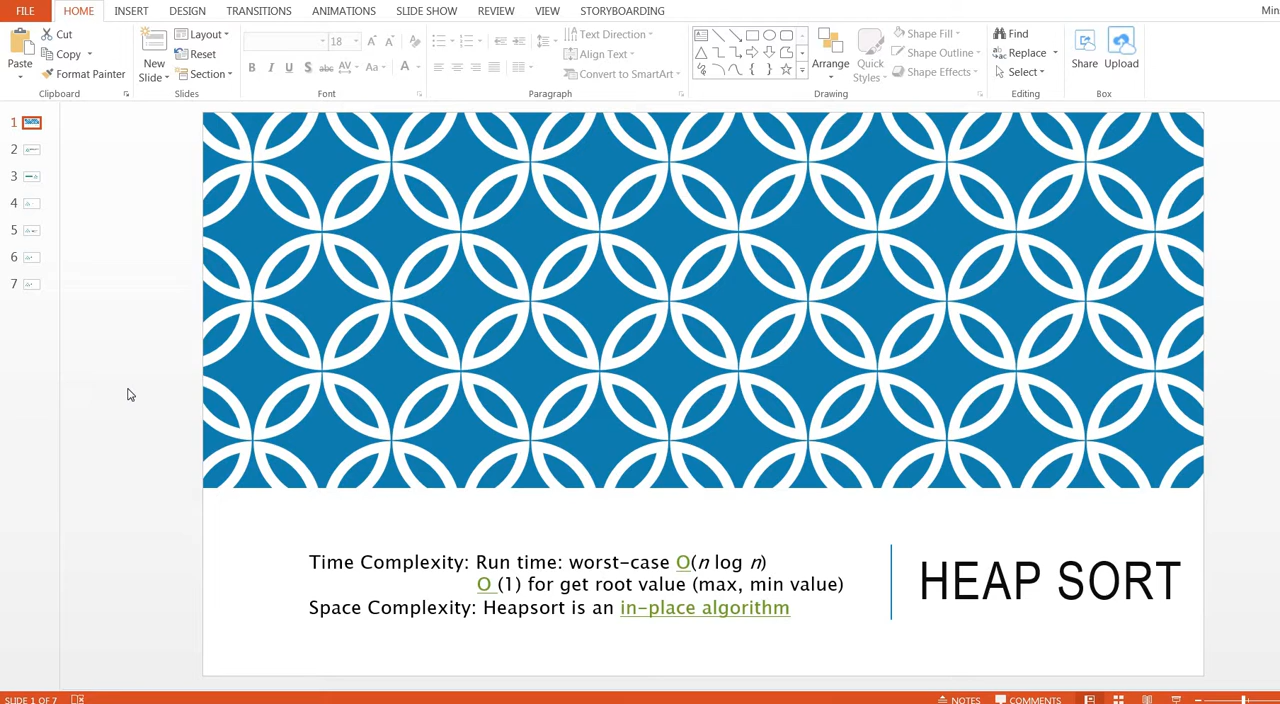 FILE HOME INSERT DESIGN TRANSITIONS ANIMATIONS SLIDE SHOW REVIEW VIEW STORYBOARDING Min
Paste
Cut
Copy
Format Painter
Clipboard
New
Slide
Layout
Reset
Section
Slides
18
B I U S abc AV Aa A
Font
Text Direction
Align Text
Convert to SmartArt
Paragraph
Arrange
Quick
Styles
Shape Fill
Shape Outline
Shape Effects
Drawing
Find
Replace
Select
Editing
Share
Upload
Box
1
2
3
4
5
6
7
Time Complexity: Run time: worst-case O(n log n)
O (1) for get root value (max, min value)
Space Complexity: Heapsort is an in-place algorithm
HEAP SORT
SLIDE 1 OF 7
NOTES
COMMENTS